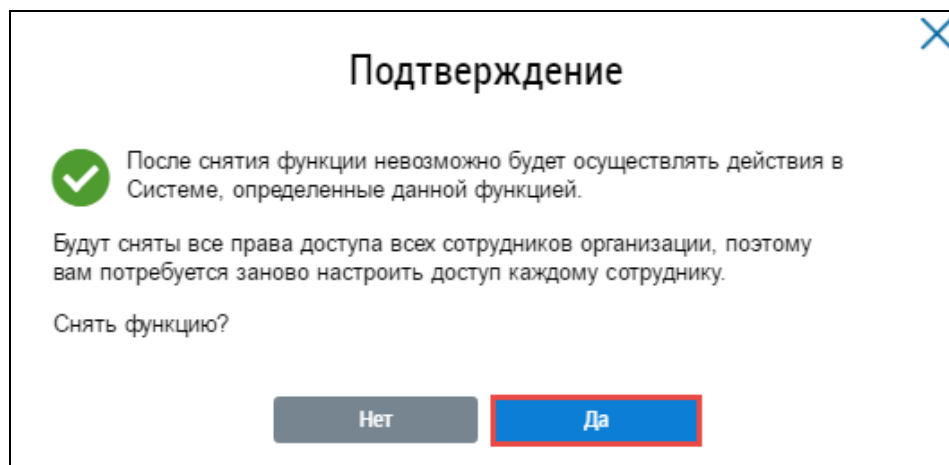 Подтверждение
После снятия функции невозможно будет осуществлять действия в
Системе, определенные данной функцией.
Будут сняты все права доступа всех сотрудников организации, поэтому
вам потребуется заново настроить доступ каждому сотруднику.
Снять функцию?
Нет
Да